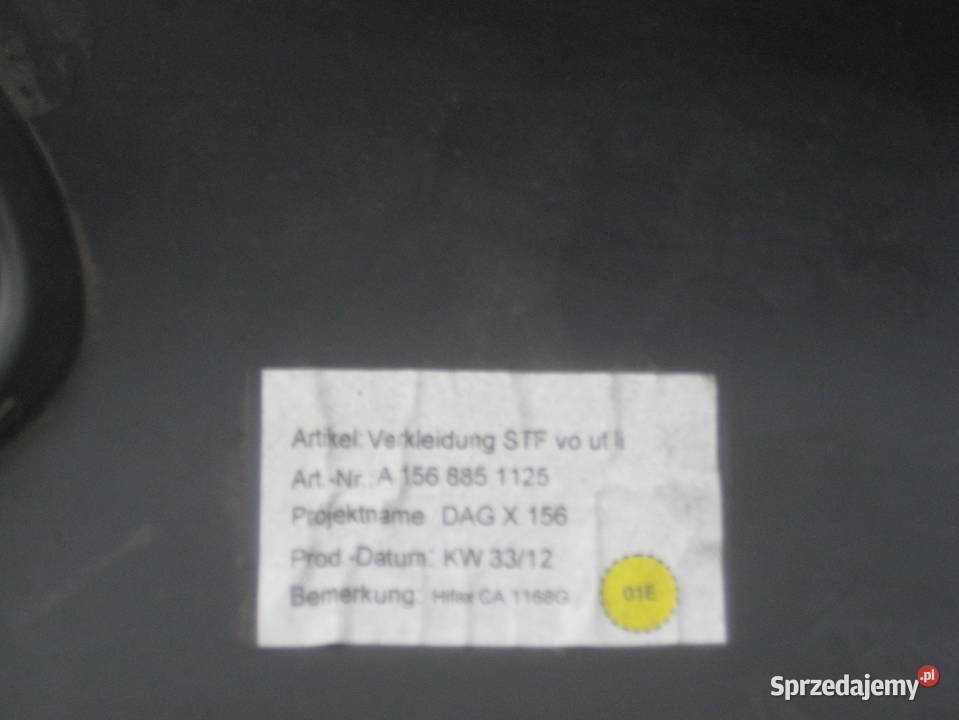 Artikel: Verkleidung STF vo ut li
Art.-Nr.: A 156 885 1125
Projektname DAG X 156
Prod.-Datum: KW 33/12
Bemerkung: Hifax CA 1168G
01E
Sprzedajemy.pl